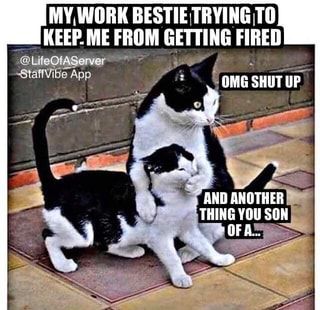 MY WORK BESTIE TRYING TO
KEEP ME FROM GETTING FIRED
@LifeOfAServer
StaffVibe App
OMG SHUT UP
AND ANOTHER
THING YOU SON
OF A...